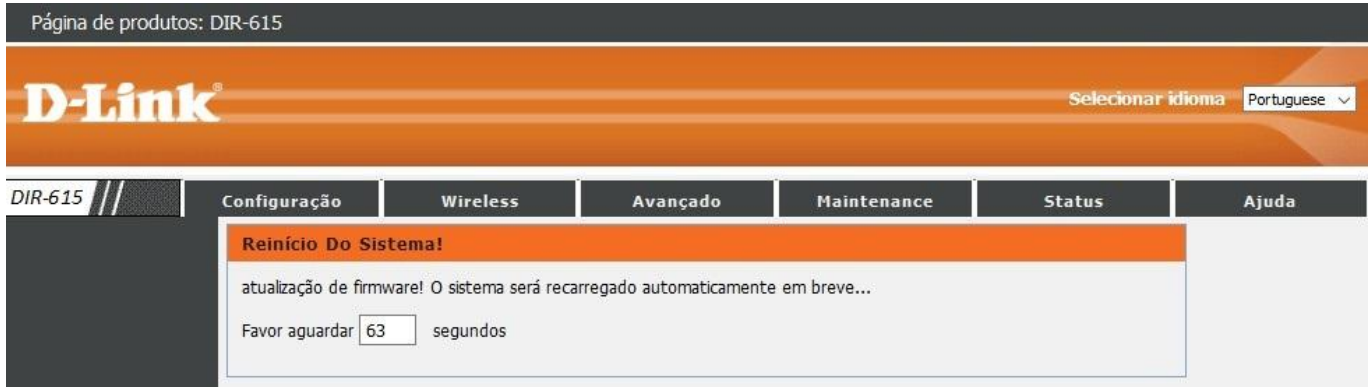 Página de produtos: DIR-615
D-Link®
Selecionar idioma Portuguese
DIR-615 Configuração Wireless Avançado Maintenance Status Ajuda
Reinício Do Sistema!
atualização de firmware! O sistema será recarregado automaticamente em breve...
Favor aguardar 63 segundos